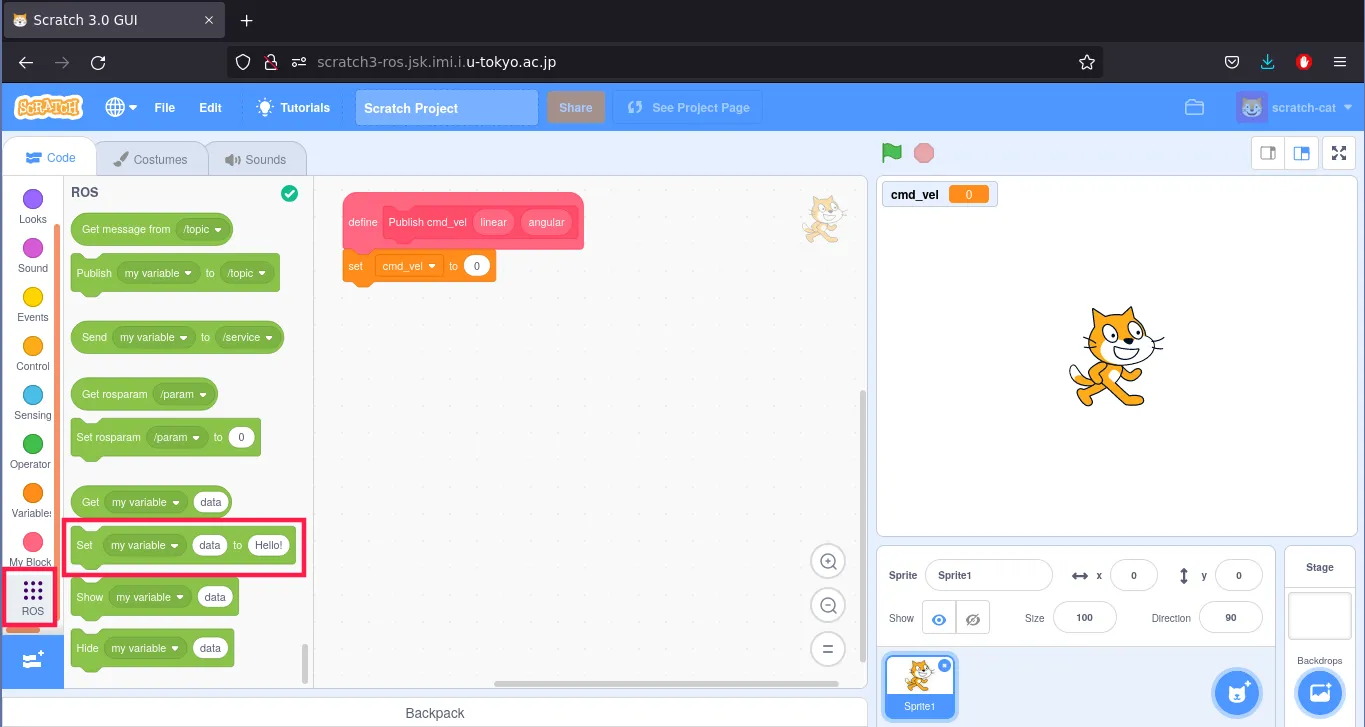 Scratch 3.0 GUI
scratch3-ros.jsk.imi.i.u-tokyo.ac.jp
SCRATCH File Edit Tutorials Scratch Project Share See Project Page scratch-cat
Code Costumes Sounds
Looks
Sound
Events
Control
Sensing
Operator
Variables
My Block
ROS
ROS
Get message from /topic
Publish my variable to /topic
Send my variable to /service
Get rosparam /param
Set rosparam /param to 0
Get my variable data
Set my variable data to Hello!
Show my variable data
Hide my variable data
define Publish cmd_vel linear angular
set cmd_vel to 0
Backpack
cmd_vel 0
Sprite Sprite1 x 0 y 0
Show Size 100 Direction 90
Sprite1
Stage
Backdrops